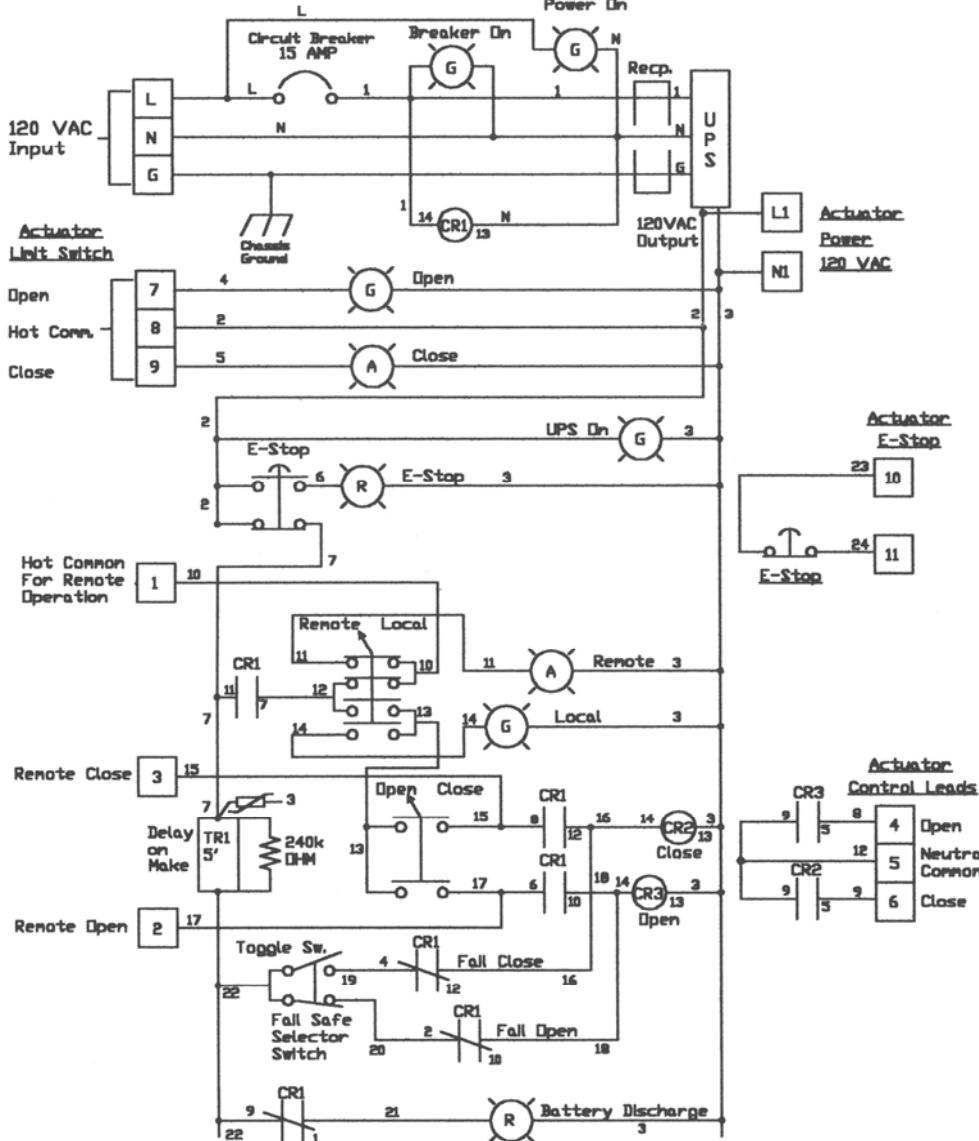 L
Power On
Circuit Breaker
15 AMP
Breaker On
G
G
N
Recp.
L
L
1
1
1
120 VAC
Input
N
N
N
UPS
G
G
1
14
CR1
13
N
Chassis
Ground
120VAC
Output
L1
N1
Actuator
Power
120 VAC
Actuator
Limit Switch
Open
7
4
G
Open
Hot Comm.
8
2
2
3
Close
9
5
A
Close
2
UPS On
G
3
E-Stop
6
R
E-Stop
3
2
7
Actuator
E-Stop
23
10
24
11
E-Stop
Hot Common
For Remote
Operation
1
10
Remote
Local
11
10
11
A
Remote
3
CR1
11
7
12
13
7
14
14
G
Local
3
Remote Close
3
15
Open
Close
7
3
Delay
on
Make
TR1
5'
240k
OHM
13
15
CR1
8
12
16
14
CR2
3
13
Close
17
CR1
6
10
18
14
CR3
3
13
Open
Actuator
Control Leads
CR3
9
5
8
4
Open
12
5
Neutral
Common
CR2
9
5
9
6
Close
Remote Open
2
17
Toggle Sw.
22
19
4
CR1
12
Fail Close
16
Fail Safe
Selector
Switch
20
2
CR1
10
Fail Open
18
9
CR1
1
22
21
R
Battery Discharge
3